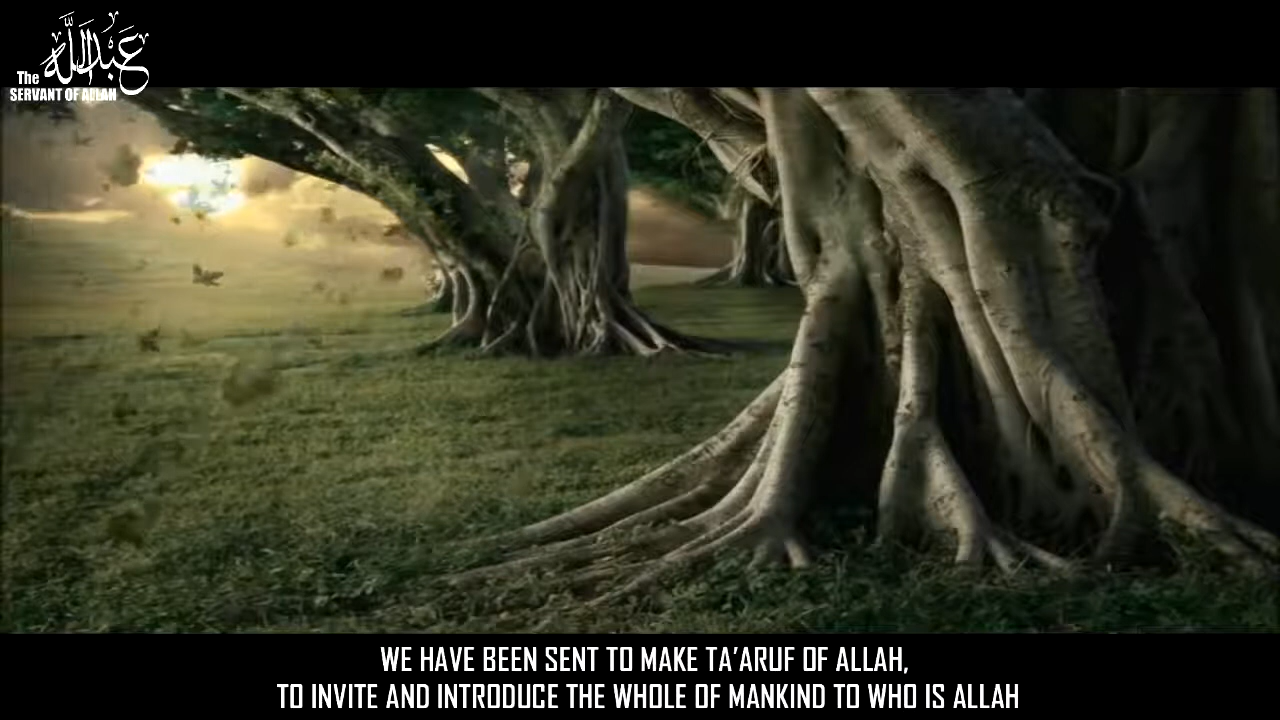 عبدالله
The
SERVANT OF ALLAH
WE HAVE BEEN SENT TO MAKE TA'ARUF OF ALLAH,
TO INVITE AND INTRODUCE THE WHOLE OF MANKIND TO WHO IS ALLAH